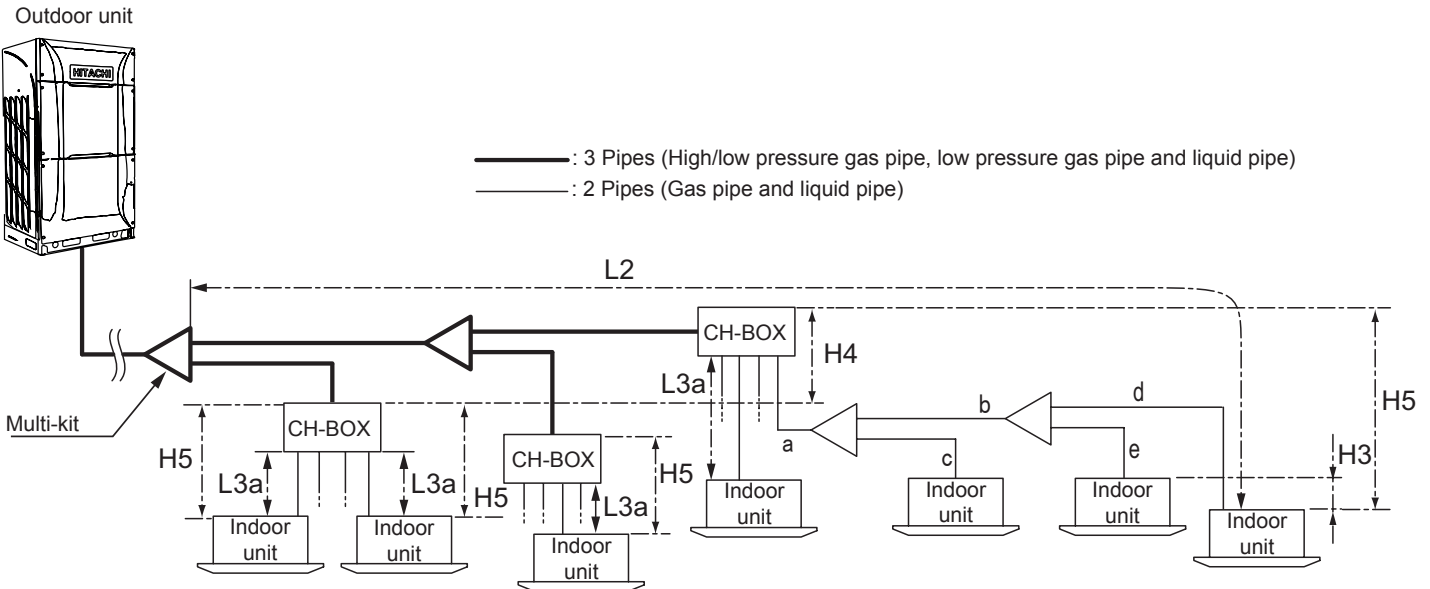 Outdoor unit
HITACHI
: 3 Pipes (High/low pressure gas pipe, low pressure gas pipe and liquid pipe)
: 2 Pipes (Gas pipe and liquid pipe)
L2
CH-BOX
H4
L3a
H5
Multi-kit
CH-BOX
a
b
c
d
e
H3
H5
L3a
L3a
H5
CH-BOX
H5
L3a
Indoor
unit
Indoor
unit
Indoor
unit
Indoor
unit
Indoor
unit
Indoor
unit
Indoor
unit